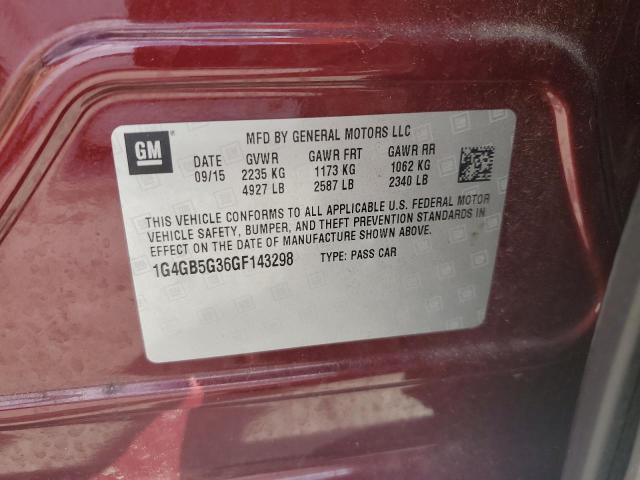 GM
MFD BY GENERAL MOTORS LLC
DATE GVWR GAWR FRT GAWR RR
09/15 2235 KG 1173 KG 1062 KG
4927 LB 2587 LB 2340 LB
THIS VEHICLE CONFORMS TO ALL APPLICABLE U.S. FEDERAL MOTOR
VEHICLE SAFETY, BUMPER, AND THEFT PREVENTION STANDARDS IN
EFFECT ON THE DATE OF MANUFACTURE SHOWN ABOVE.
1G4GB5G36GF143298 TYPE: PASS CAR